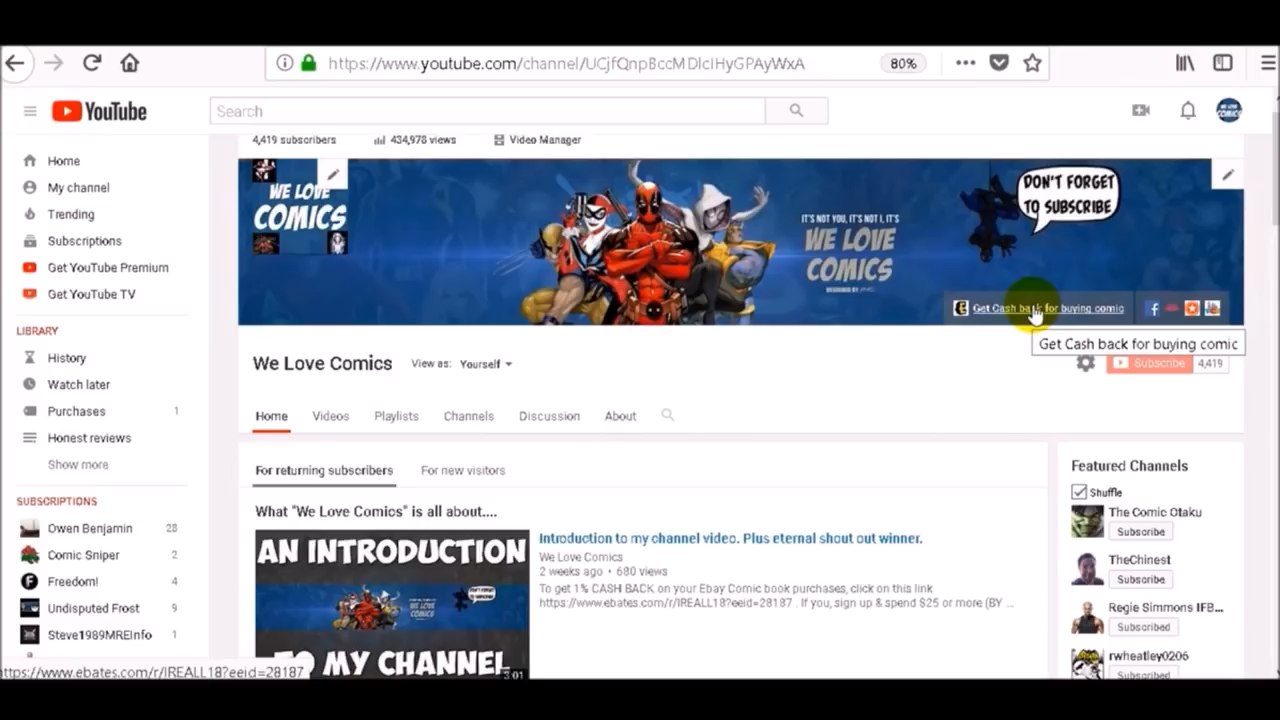 https://www.youtube.com/channel/UCjfQnpBccMDlcIHyGPAyWxA
80%
YouTube
Search
WE LOVE
COMICS
4,419 subscribers
434,978 views
Video Manager
Home
My channel
Trending
Subscriptions
Get YouTube Premium
Get YouTube TV
LIBRARY
History
Watch later
Purchases 1
Honest reviews
Show more
SUBSCRIPTIONS
Owen Benjamin 28
Comic Sniper 2
Freedom! 4
Undisputed Frost 9
Steve1989MREInfo 1
WE LOVE
COMICS
IT'S NOT YOU, IT'S NOT I, IT'S
WE LOVE
COMICS
DON'T FORGET
TO SUBSCRIBE
Get Cash back for buying comic
Get Cash back for buying comic
We Love Comics
View as: Yourself
Subscribe 4,419
Home Videos Playlists Channels Discussion About
For returning subscribers For new visitors
What "We Love Comics" is all about....
AN INTRODUCTION
TO MY CHANNEL
3:01
Introduction to my channel video. Plus eternal shout out winner.
We Love Comics
2 weeks ago • 680 views
To get 1% CASH BACK on your Ebay Comic book purchases, click on this link
https://www.ebates.com/r/IREALL18?eeid=28187 . If you, sign up & spend $25 or more (BY ...
Featured Channels
Shuffle
The Comic Otaku
Subscribe
TheChinest
Subscribe
Regie Simmons IFB...
Subscribed
rwheatley0206
Subscribed
https://www.ebates.com/r/IREALL18?eeid=28187